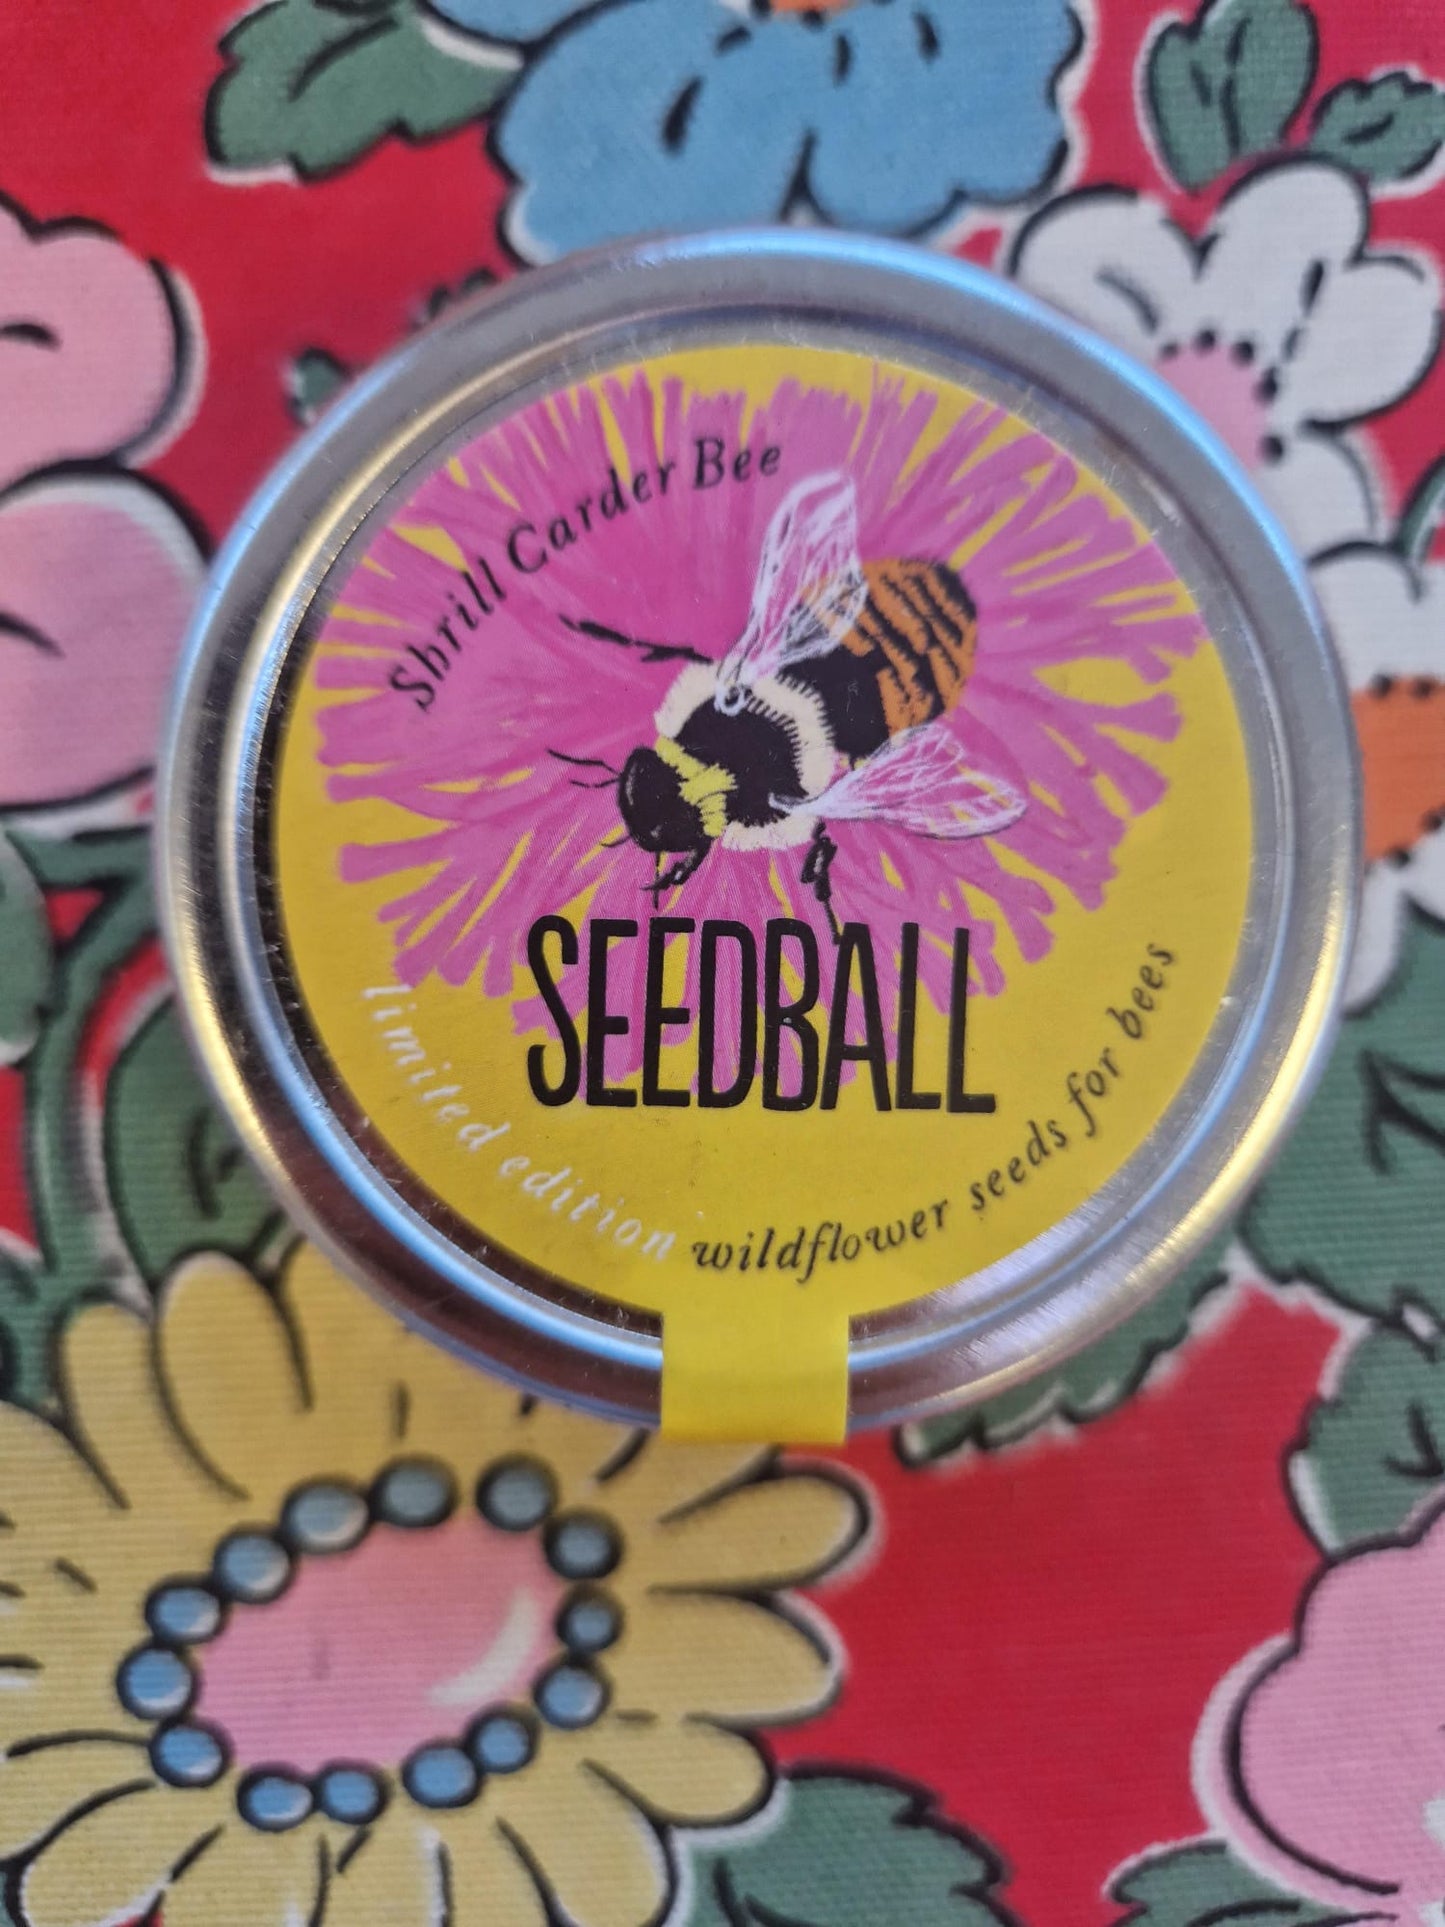 Shrill Carder Bee
SEEDBALL
limited edition wildflower seeds for bees